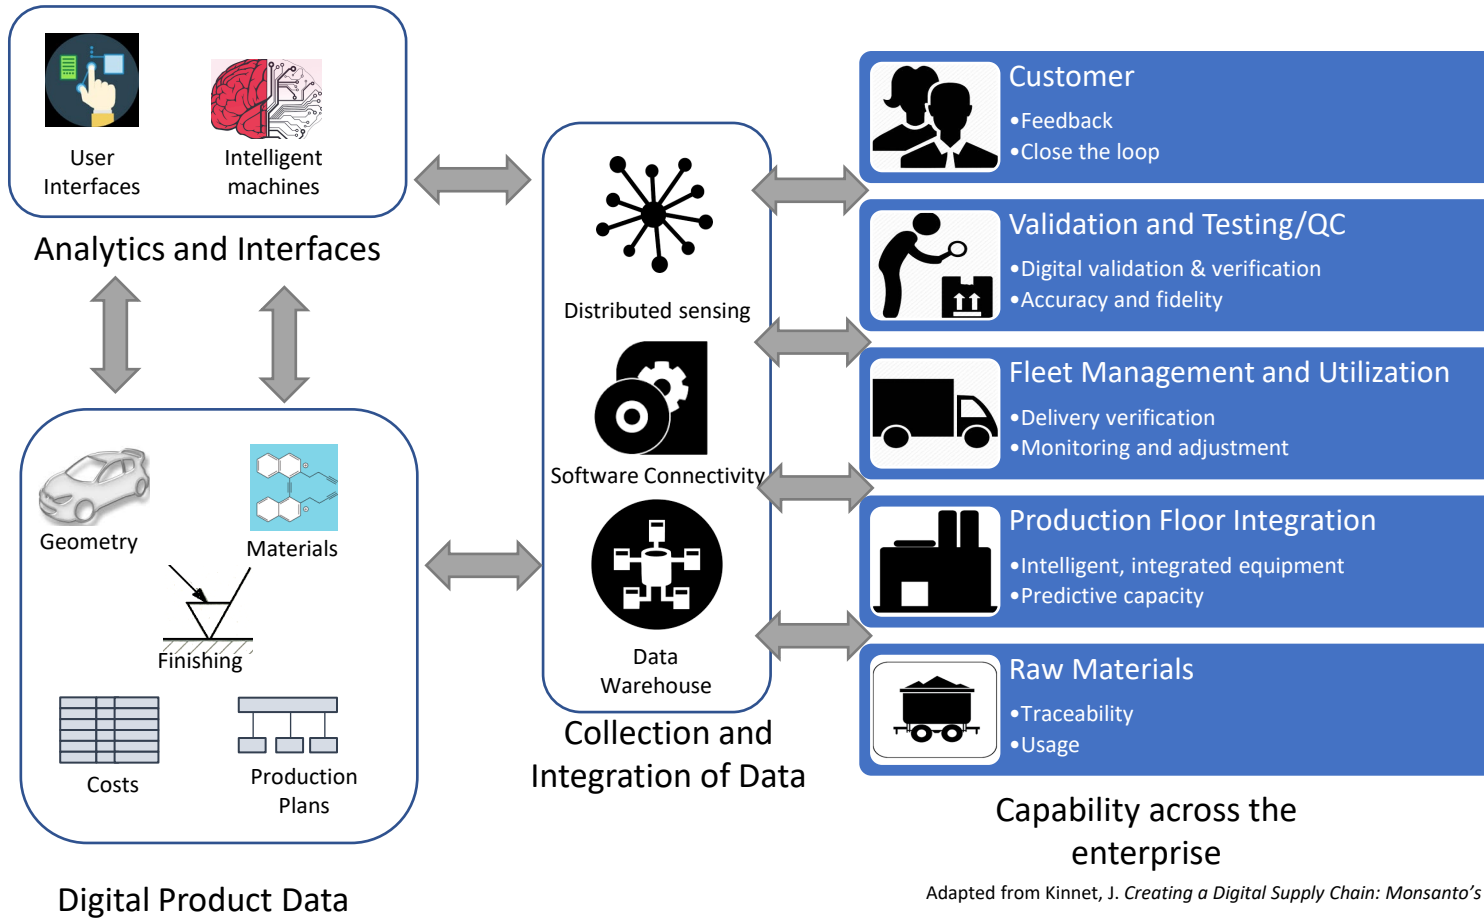 User
Interfaces
Intelligent
machines
Analytics and Interfaces
Geometry
Materials
Finishing
Costs
Production
Plans
Digital Product Data
Distributed sensing
Software Connectivity
Data
Warehouse
Collection and
Integration of Data
Customer
•Feedback
•Close the loop
Validation and Testing/QC
•Digital validation & verification
•Accuracy and fidelity
Fleet Management and Utilization
•Delivery verification
•Monitoring and adjustment
Production Floor Integration
•Intelligent, integrated equipment
•Predictive capacity
Raw Materials
•Traceability
•Usage
Capability across the
enterprise
Adapted from Kinnet, J. Creating a Digital Supply Chain: Monsanto’s